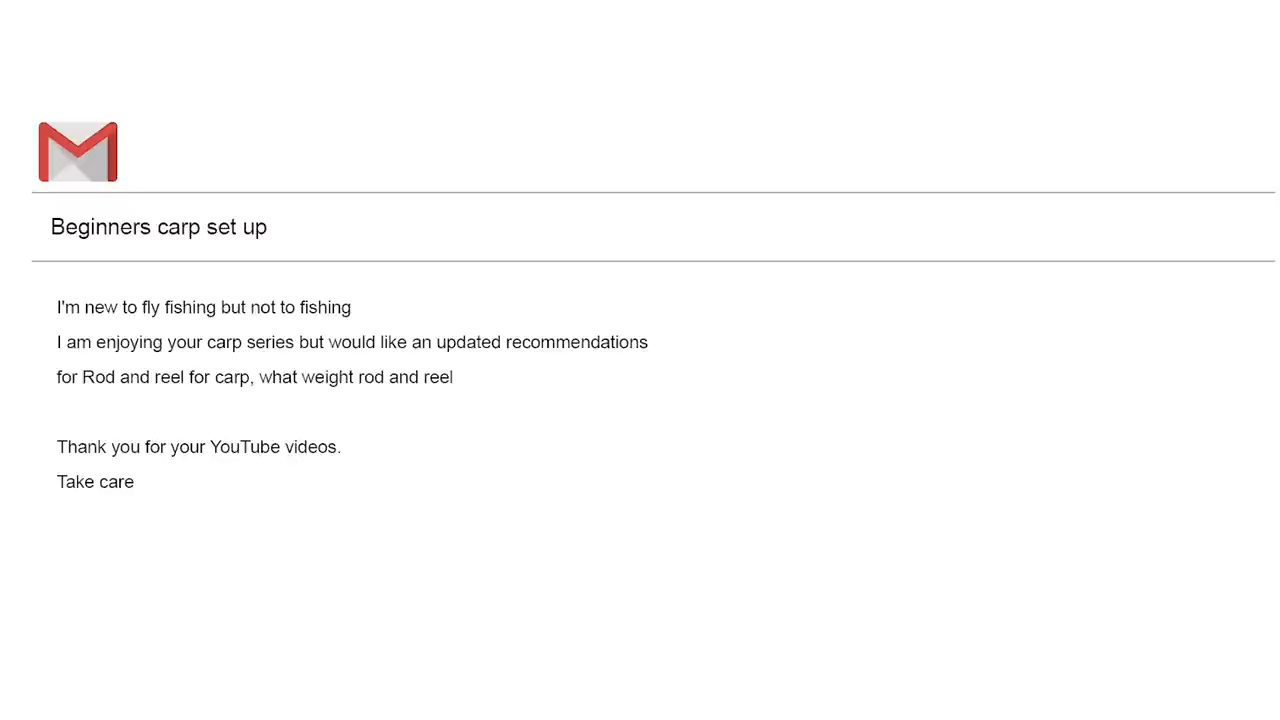 Beginners carp set up
I'm new to fly fishing but not to fishing
I am enjoying your carp series but would like an updated recommendations
for Rod and reel for carp, what weight rod and reel
Thank you for your YouTube videos.
Take care